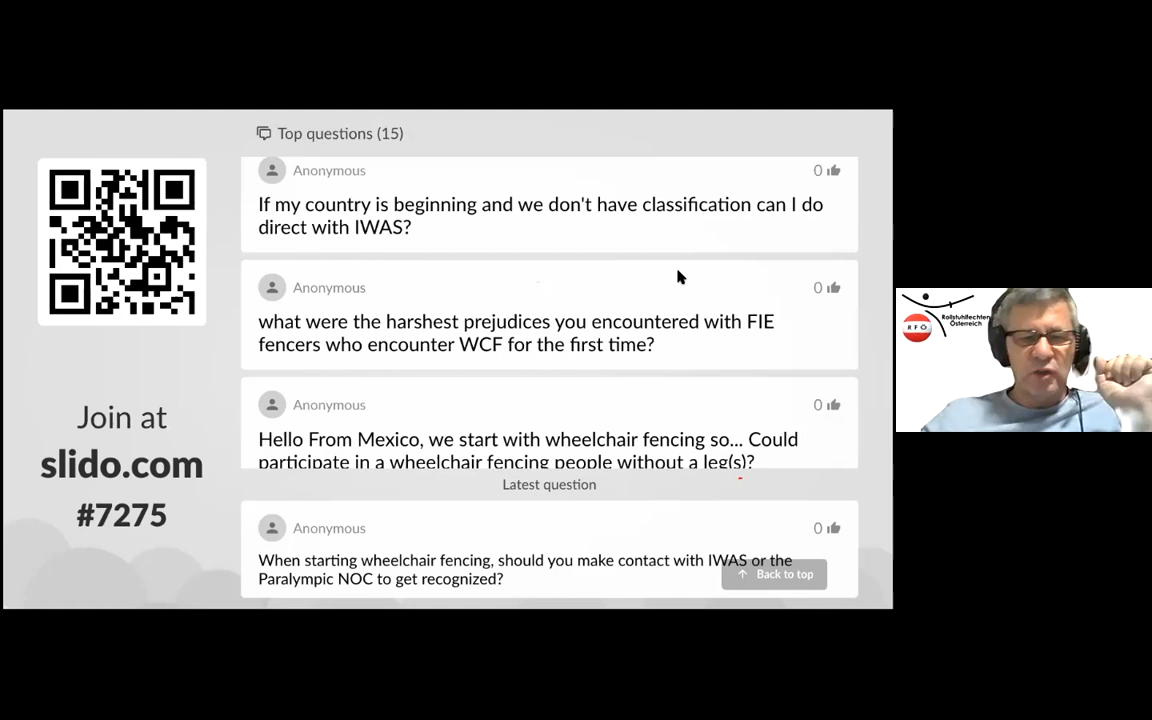 Top questions (15)
Anonymous
0
If my country is beginning and we don't have classification can I do
direct with IWAS?
Anonymous
0
what were the harshest prejudices you encountered with FIE
fencers who encounter WCF for the first time?
Anonymous
0
Hello From Mexico, we start with wheelchair fencing so... Could
participate in a wheelchair fencing people without a leg(s)?
Latest question
Anonymous
0
When starting wheelchair fencing, should you make contact with IWAS or the
Paralympic NOC to get recognized?
Back to top
Join at
slido.com
#7275
Rollstuhlfechten
Österreich
RFÖ